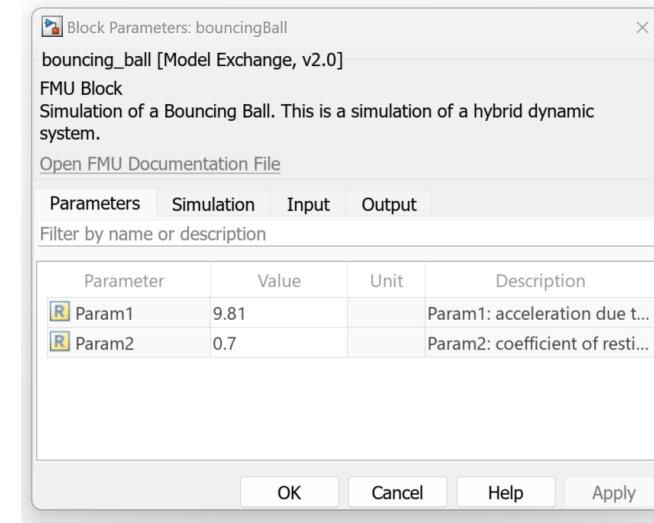 Block Parameters: bouncingBall
bouncing_ball [Model Exchange, v2.0]
FMU Block
Simulation of a Bouncing Ball. This is a simulation of a hybrid dynamic
system.
Open FMU Documentation File
Parameters Simulation Input Output
Filter by name or description
Parameter Value Unit Description
R Param1 9.81 Param1: acceleration due t...
R Param2 0.7 Param2: coefficient of resti...
OK Cancel Help Apply